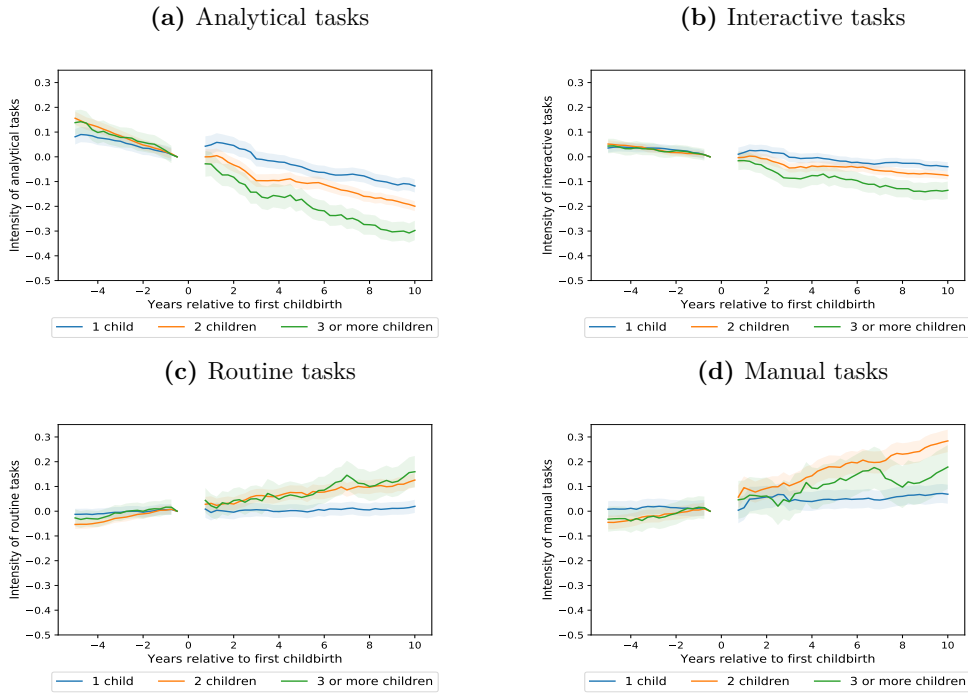 (a) Analytical tasks
(b) Interactive tasks
Intensity of analytical tasks
0.3
0.2
0.1
0.0
−0.1
−0.2
−0.3
−0.4
−0.5
−4 −2 0 2 4 6 8 10
Years relative to first childbirth
1 child 2 children 3 or more children
Intensity of interactive tasks
0.3
0.2
0.1
0.0
−0.1
−0.2
−0.3
−0.4
−0.5
−4 −2 0 2 4 6 8 10
Years relative to first childbirth
1 child 2 children 3 or more children
(c) Routine tasks
(d) Manual tasks
Intensity of routine tasks
0.3
0.2
0.1
0.0
−0.1
−0.2
−0.3
−0.4
−0.5
−4 −2 0 2 4 6 8 10
Years relative to first childbirth
1 child 2 children 3 or more children
Intensity of manual tasks
0.3
0.2
0.1
0.0
−0.1
−0.2
−0.3
−0.4
−0.5
−4 −2 0 2 4 6 8 10
Years relative to first childbirth
1 child 2 children 3 or more children